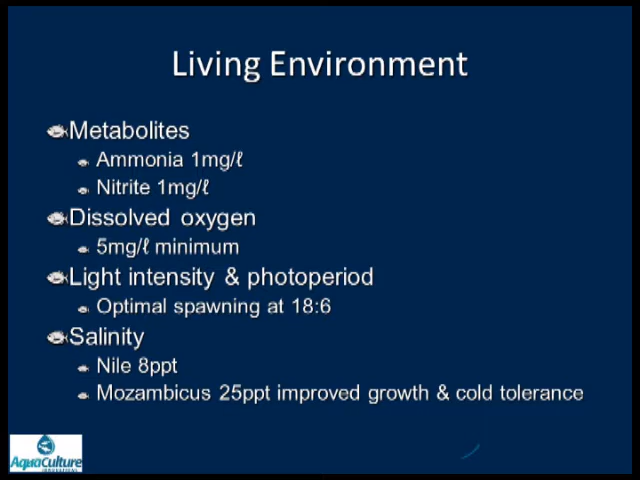 Living Environment
Metabolites
Ammonia 1mg/ℓ
Nitrite 1mg/ℓ
Dissolved oxygen
5mg/ℓ minimum
Light intensity & photoperiod
Optimal spawning at 18:6
Salinity
Nile 8ppt
Mozambicus 25ppt improved growth & cold tolerance
AquaCulture